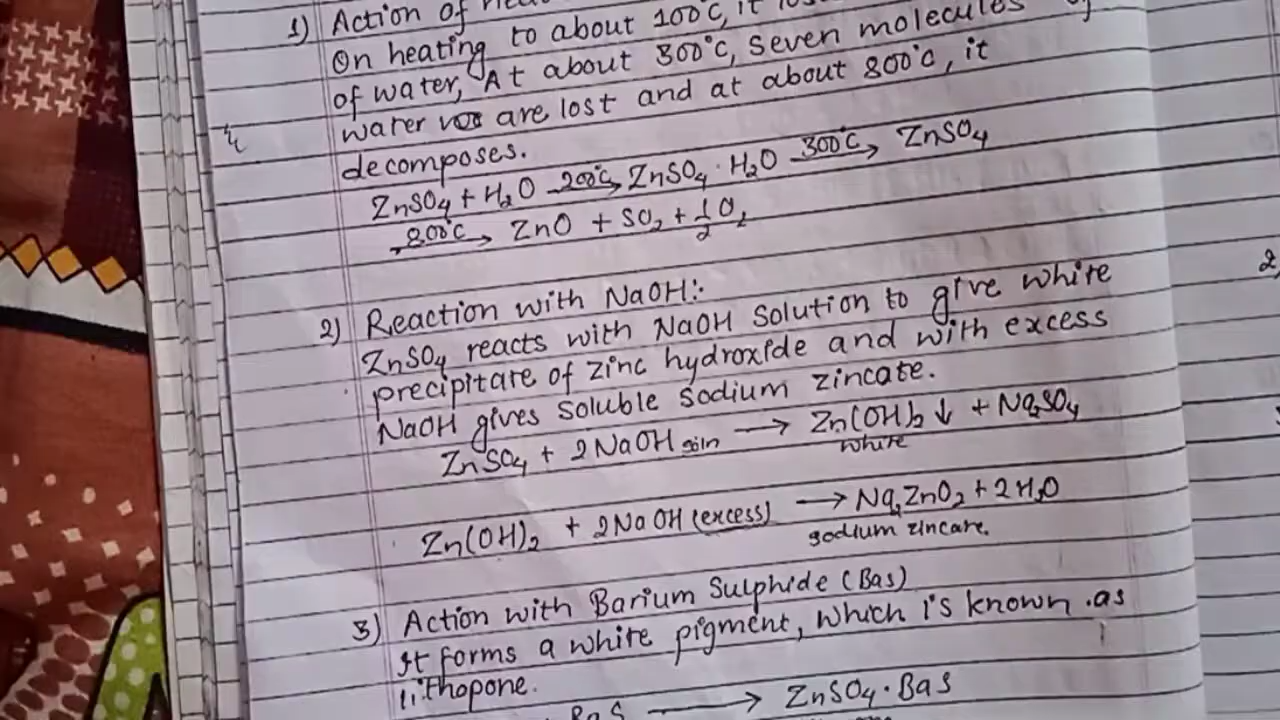 1) Action of
On heating to about 100°C, it
of water, At about 300°C, seven molecules
water are lost and at about 800°C, it
decomposes.
ZnSO₄ + H₂O 200°C→ ZnSO₄·H₂O 300°C→ ZnSO₄
800°C→ ZnO + SO₂ + 1/2 O₂
2) Reaction with NaOH:-
ZnSO₄ reacts with NaOH solution to give white
precipitare of zinc hydroxide and with excess
NaOH gives soluble sodium zincate.
ZnSO₄ + 2NaOH soln → Zn(OH)₂↓ + Na₂SO₄
white
Zn(OH)₂ + 2NaOH (excess) → Na₂ZnO₂ + 2H₂O
sodium zincare.
3) Action with Barium Sulphide (Bas)
It forms a white pigment, which is known as
lithopone.
BaS → ZnSO₄·Bas
2